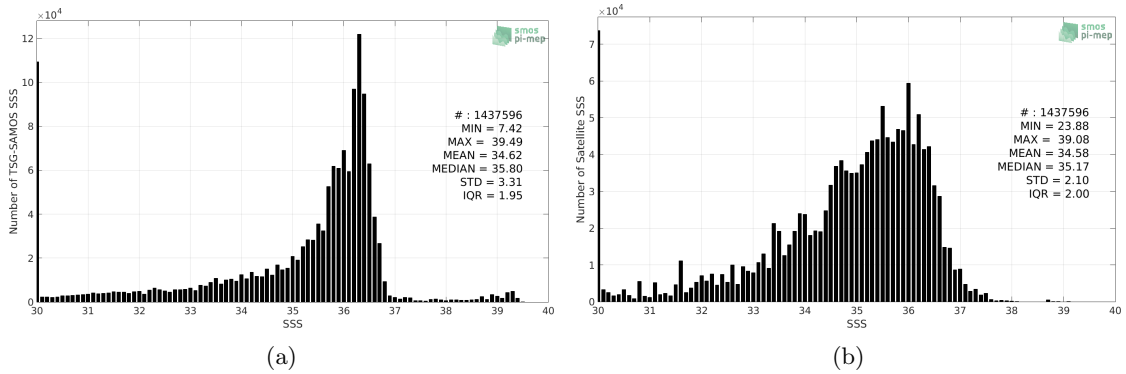 ×10⁴
smos
pi-mep
12
10
8
6
4
2
0
Number of TSG-SAMOS SSS
# : 1437596
MIN = 7.42
MAX = 39.49
MEAN = 34.62
MEDIAN = 35.80
STD = 3.31
IQR = 1.95
30 31 32 33 34 35 36 37 38 39 40
SSS
(a)
×10⁴
smos
pi-mep
7
6
5
4
3
2
1
0
Number of Satellite SSS
# : 1437596
MIN = 23.88
MAX = 39.08
MEAN = 34.58
MEDIAN = 35.17
STD = 2.10
IQR = 2.00
30 31 32 33 34 35 36 37 38 39 40
SSS
(b)